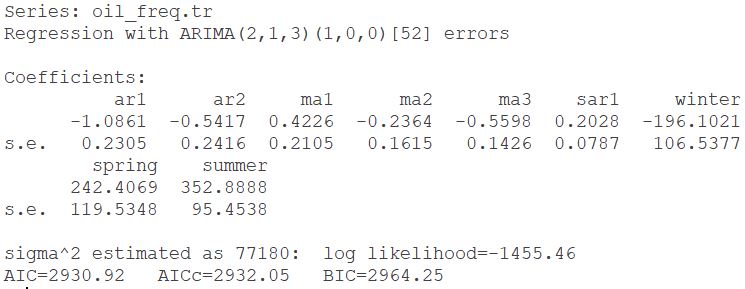 Series: oil_freq.tr
Regression with ARIMA(2,1,3)(1,0,0)[52] errors
Coefficients:
ar1 ar2 ma1 ma2 ma3 sar1 winter
-1.0861 -0.5417 0.4226 -0.2364 -0.5598 0.2028 -196.1021
s.e. 0.2305 0.2416 0.2105 0.1615 0.1426 0.0787 106.5377
spring summer
242.4069 352.8888
s.e. 119.5348 95.4538
sigma^2 estimated as 77180: log likelihood=-1455.46
AIC=2930.92 AICc=2932.05 BIC=2964.25